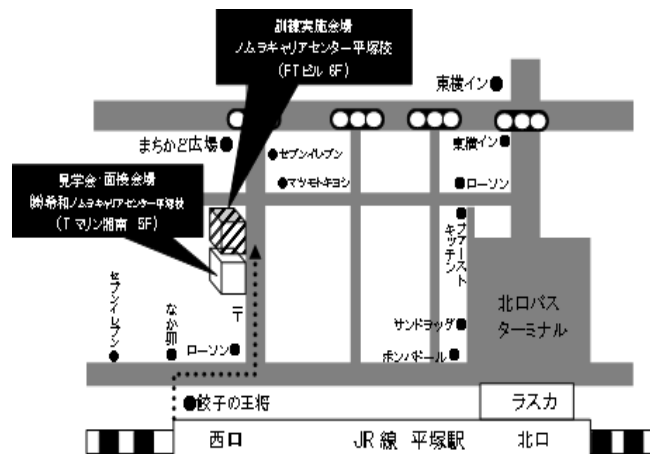 訓練実施会場
ノムラキャリアセンター平塚校
(FTビル 6F)
東横イン
まちかど広場
セブンイレブン
東横イン
見学会・面接会場
㈱希和ノムラキャリアセンター平塚校
(T マリン湘南 5F)
マツモトキヨシ
ローソン
ファーストキッチン
セブンイレブン
なか卯
〒
ローソン
サンドラッグ
ポンパドール
北口バス
ターミナル
餃子の王将
ラスカ
西口
JR線 平塚駅
北口